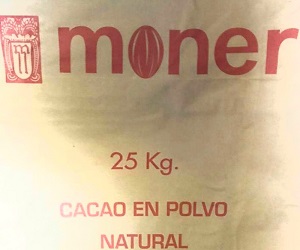 moner
25 Kg.
CACAO EN POLVO
NATURAL